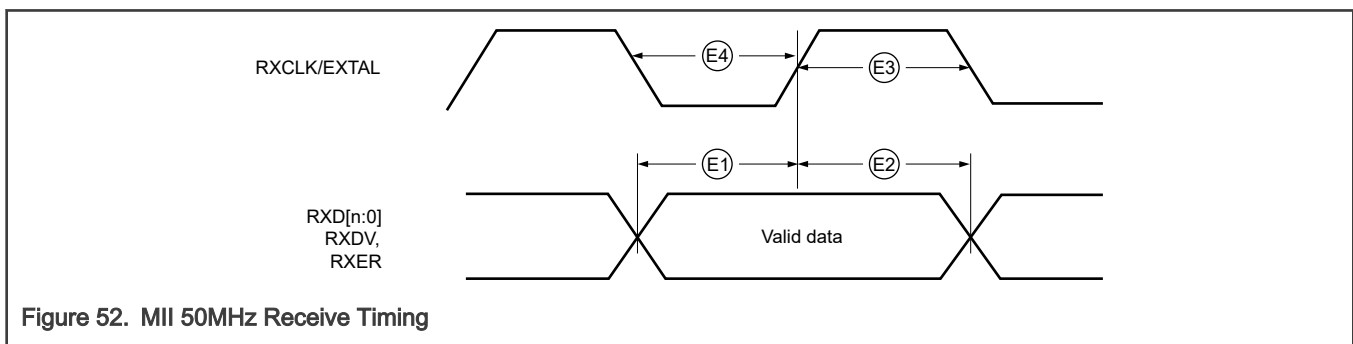 RXCLK/EXTAL
E4
E3
E1
E2
RXD[n:0]
RXDV,
RXER
Valid data
Figure 52. MII 50MHz Receive Timing